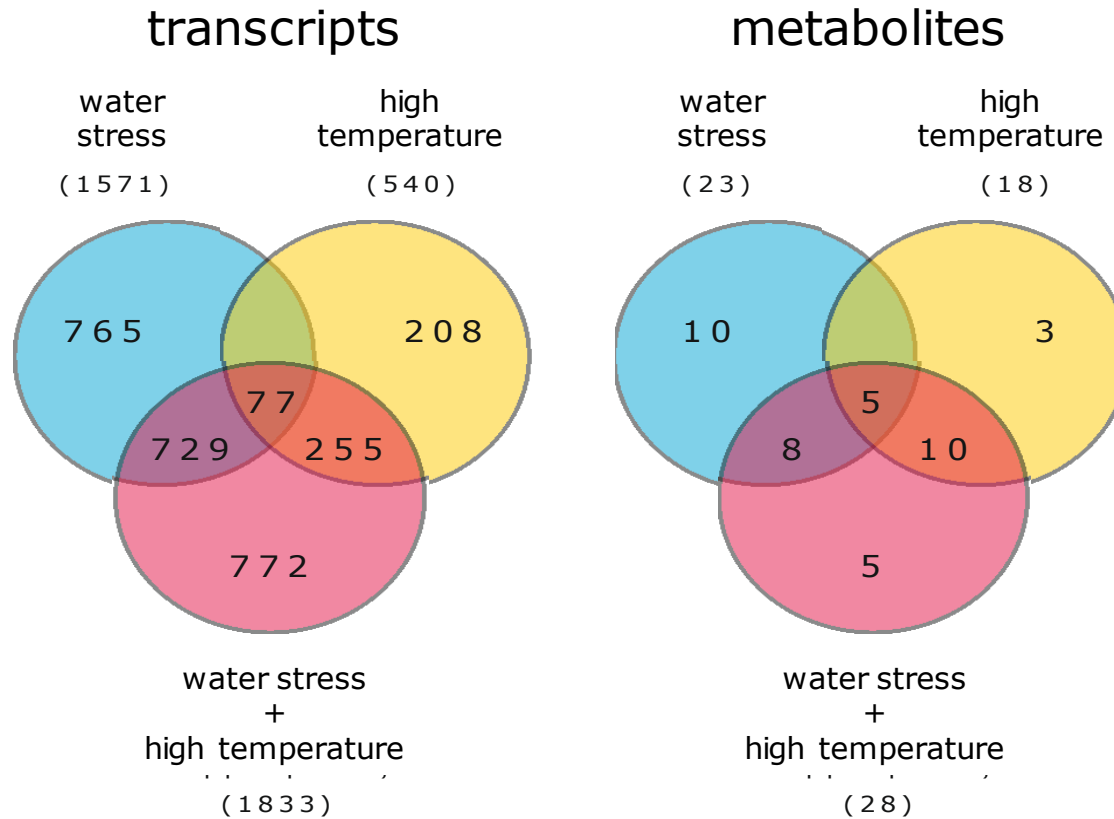 transcripts
water
stress
(1571)
high
temperature
(540)
765
208
77
729
255
772
water stress
+
high temperature
(1833)
metabolites
water
stress
(23)
high
temperature
(18)
10
3
5
8
10
5
water stress
+
high temperature
(28)